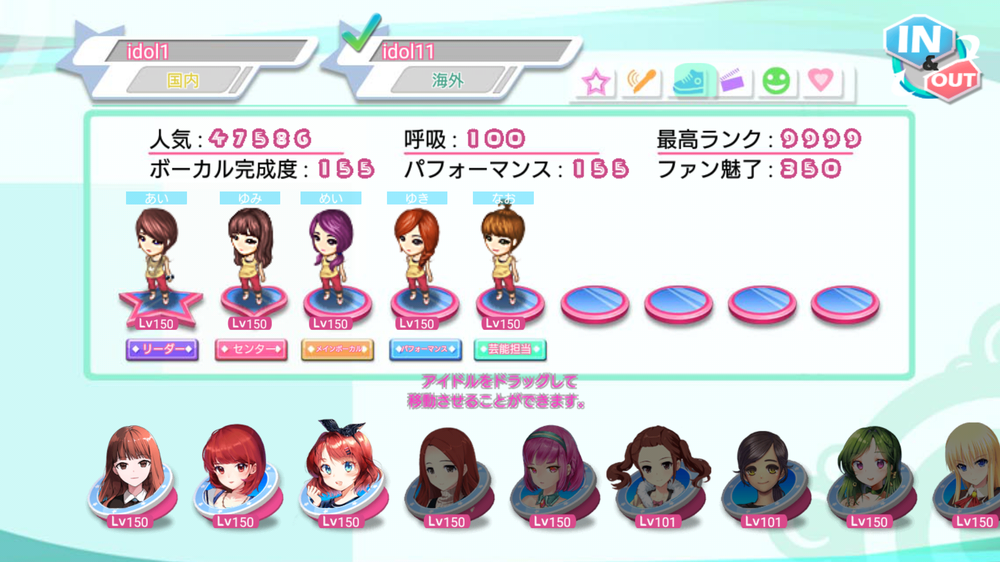 idol1
国内
idol11
海外
IN
&
OUT
人気 : 47586
呼吸 : 100
最高ランク : 9999
ボーカル完成度 : 155
パフォーマンス : 155
ファン魅了 : 350
あい
ゆみ
めい
ゆき
なお
Lv150
Lv150
Lv150
Lv150
Lv150
リーダー
センター
メインボーカル
パフォーマンス
芸能担当
アイドルをドラッグして
移動させることができます。
Lv150
Lv150
Lv150
Lv150
Lv150
Lv101
Lv101
Lv150
Lv150